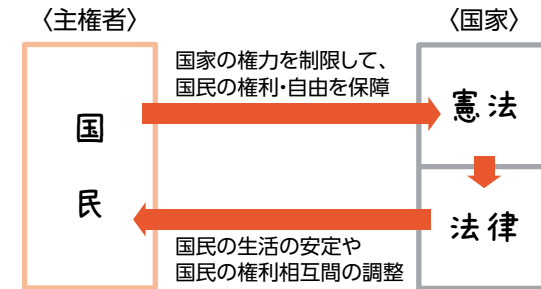 〈主権者〉
〈国家〉
国家の権力を制限して、
国民の権利・自由を保障
国
民
憲法
法律
国民の生活の安定や
国民の権利相互間の調整